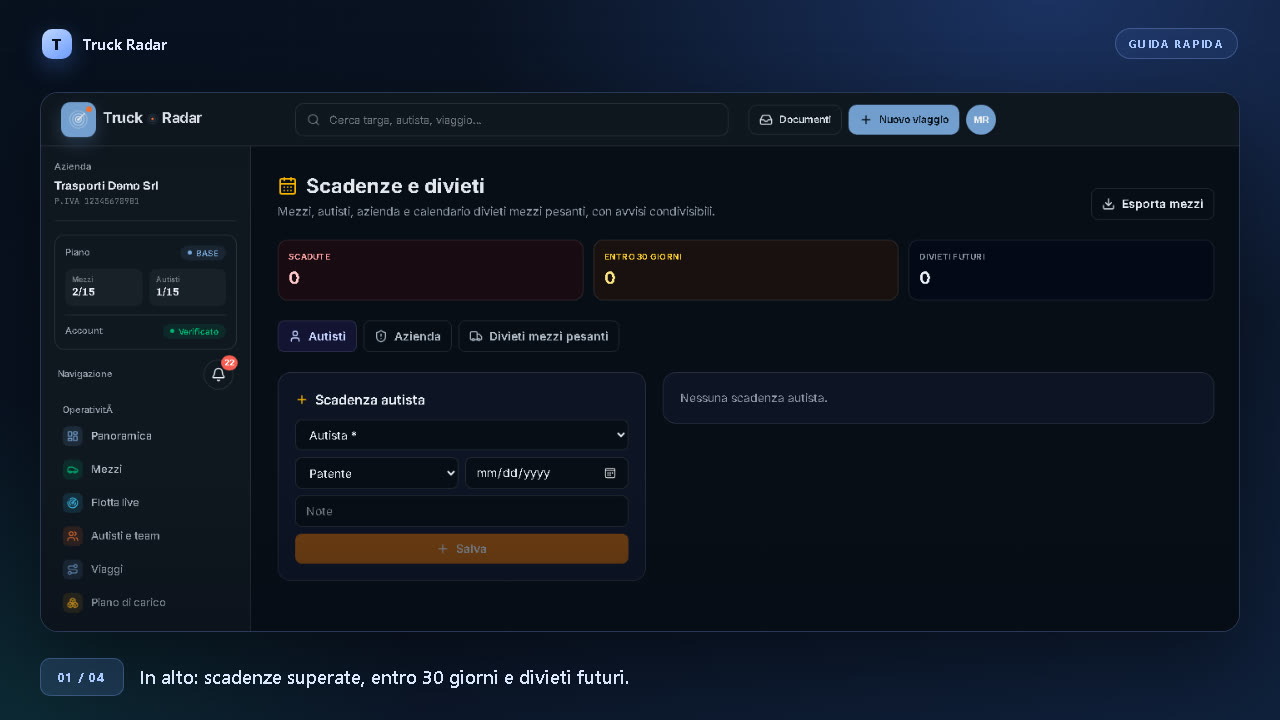 T Truck Radar
GUIDA RAPIDA
Truck Radar
Cerca targa, autista, viaggio...
Documenti
Nuovo viaggio
MR
Azienda
Trasporti Demo Srl
P.IVA 12345678901
Piano
BASE
Mezzi
2/15
Autisti
1/15
Account
Verificato
Navigazione
22
OperativitÃ
Panoramica
Mezzi
Flotta live
Autisti e team
Viaggi
Piano di carico
Scadenze e divieti
Mezzi, autisti, azienda e calendario divieti mezzi pesanti, con avvisi condivisibili.
Esporta mezzi
SCADUTE
0
ENTRO 30 GIORNI
0
DIVIETI FUTURI
0
Autisti
Azienda
Divieti mezzi pesanti
Scadenza autista
Autista *
Patente
mm/dd/yyyy
Note
Salva
Nessuna scadenza autista.
01 / 04
In alto: scadenze superate, entro 30 giorni e divieti futuri.